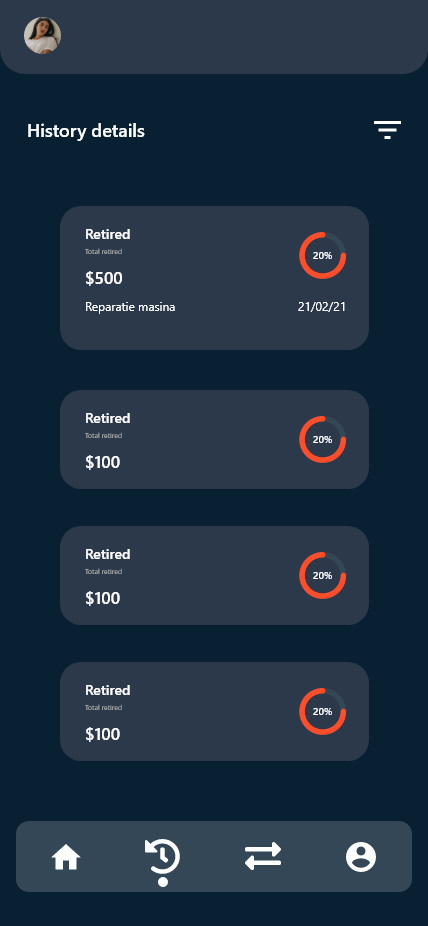 History details
Retired
Total retired
20%
$500
Reparatie masina 21/02/21
Retired
Total retired
20%
$100
Retired
Total retired
20%
$100
Retired
Total retired
20%
$100